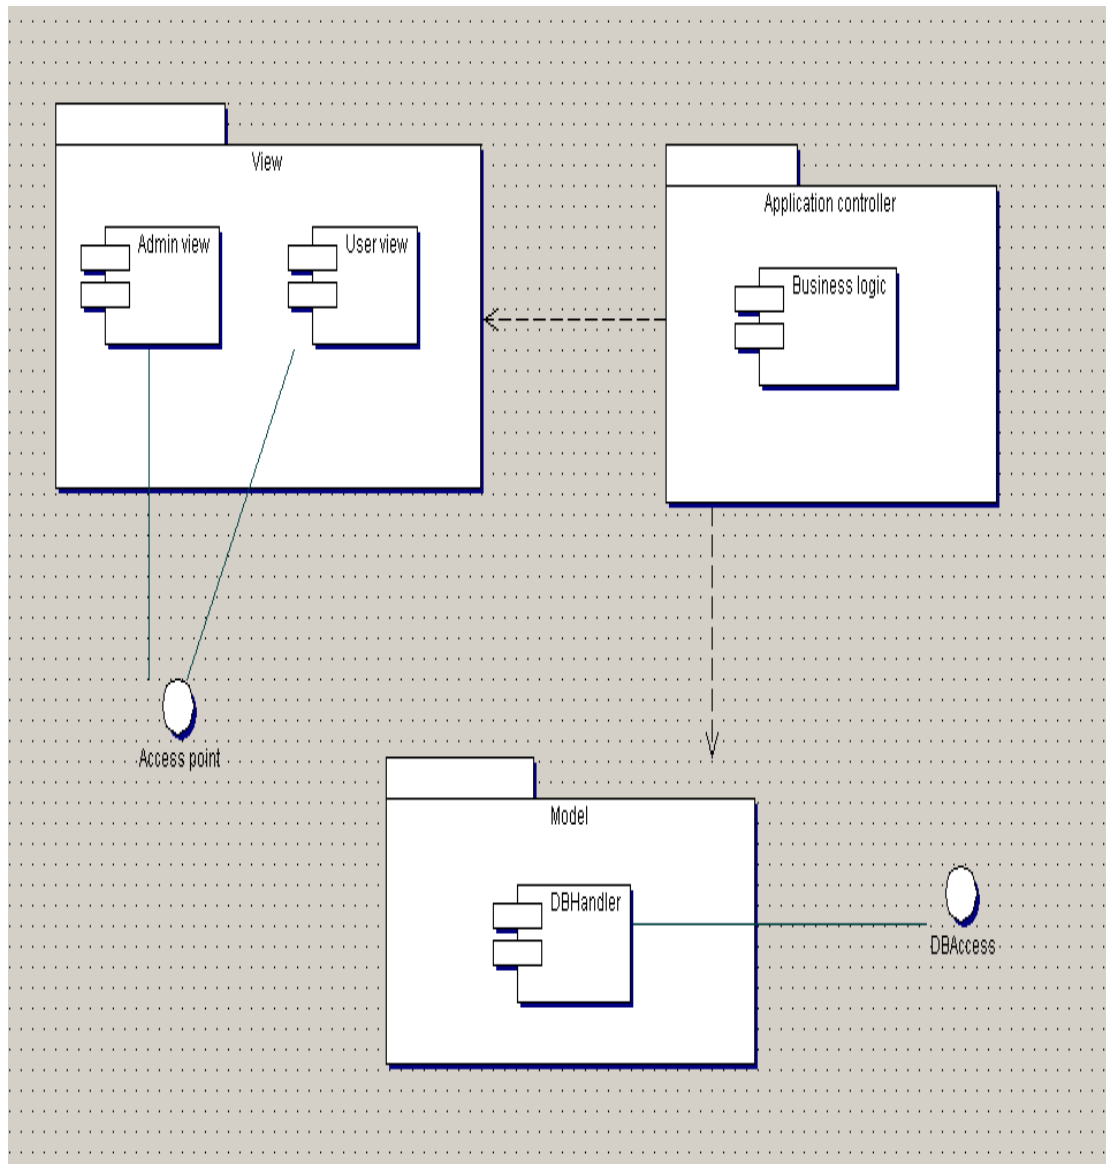 View
Admin view
User view
Application controller
Business logic
Access point
Model
DBHandler
DBAccess